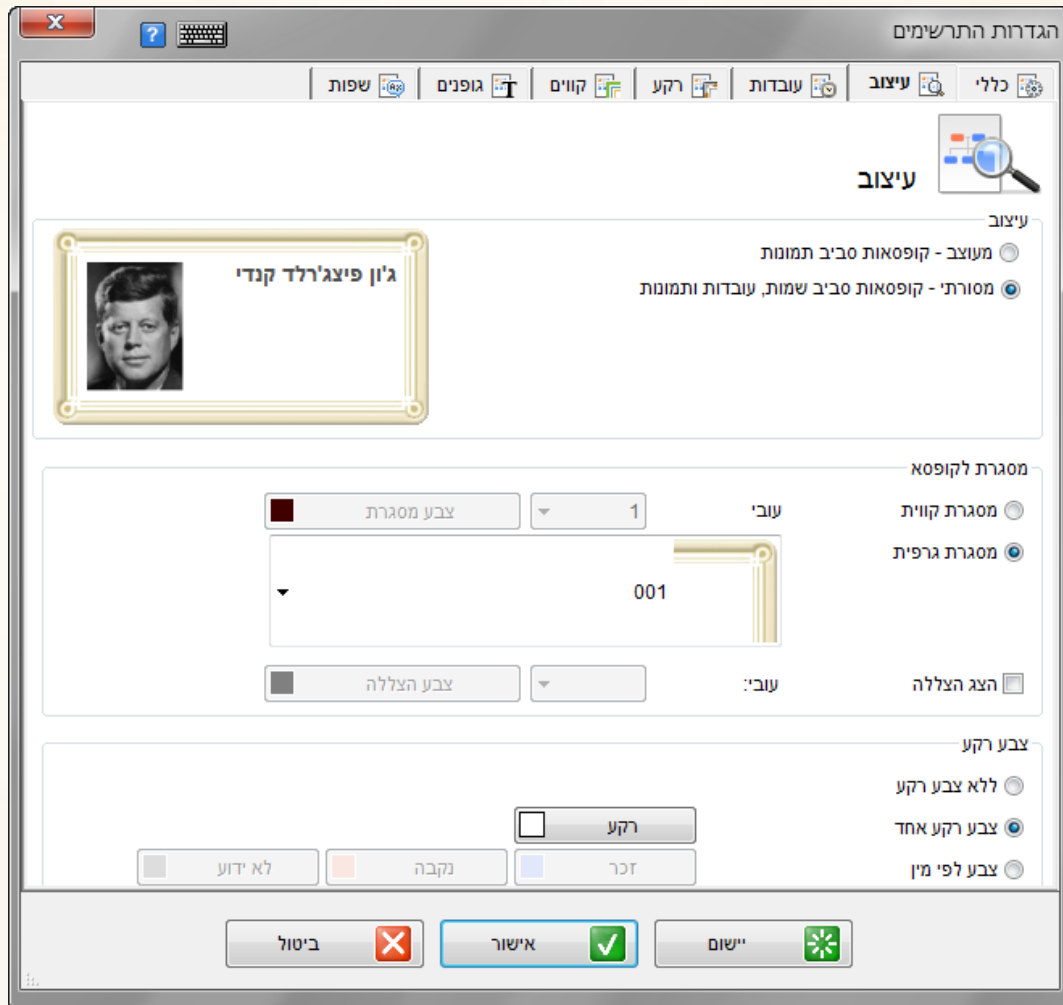 הגדרות התרשימים
כללי עיצוב עובדות רקע קווים גופנים שפות
עיצוב
עיצוב
מעוצב - קופסאות סביב תמונות
מסורתי - קופסאות סביב שמות, עובדות ותמונות
ג'ון פיצג'רלד קנדי
מסגרת לקופסא
מסגרת קווית עובי 1 צבע מסגרת
מסגרת גרפית
001
הצג הצללה עובי: צבע הצללה
צבע רקע
ללא צבע רקע
צבע רקע אחד רקע
צבע לפי מין זכר נקבה לא ידוע
יישום אישור ביטול